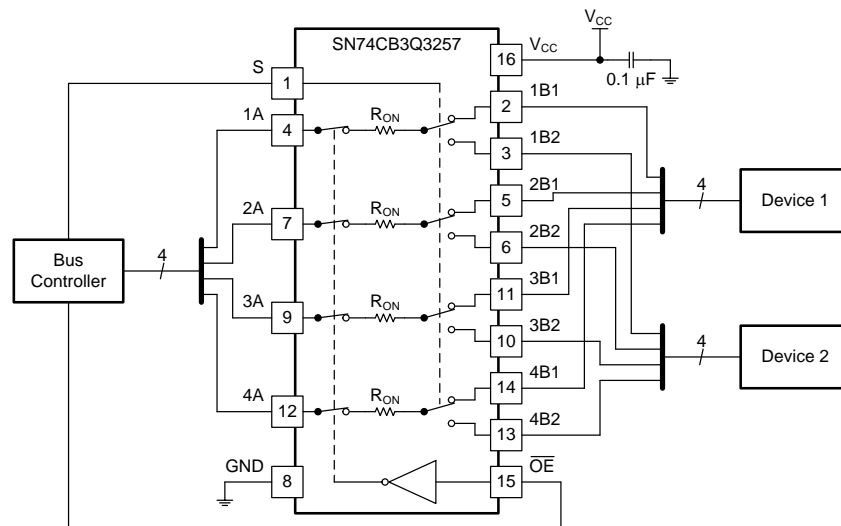 SN74CB3Q3257
VCC
S
1
16
VCC
0.1 μF
1A
4
RON
2
1B1
3
1B2
2A
7
RON
5
2B1
6
2B2
4
Device 1
Bus
Controller
4
3A
9
RON
11
3B1
10
3B2
4
Device 2
4A
12
RON
14
4B1
13
4B2
GND
8
15
OE